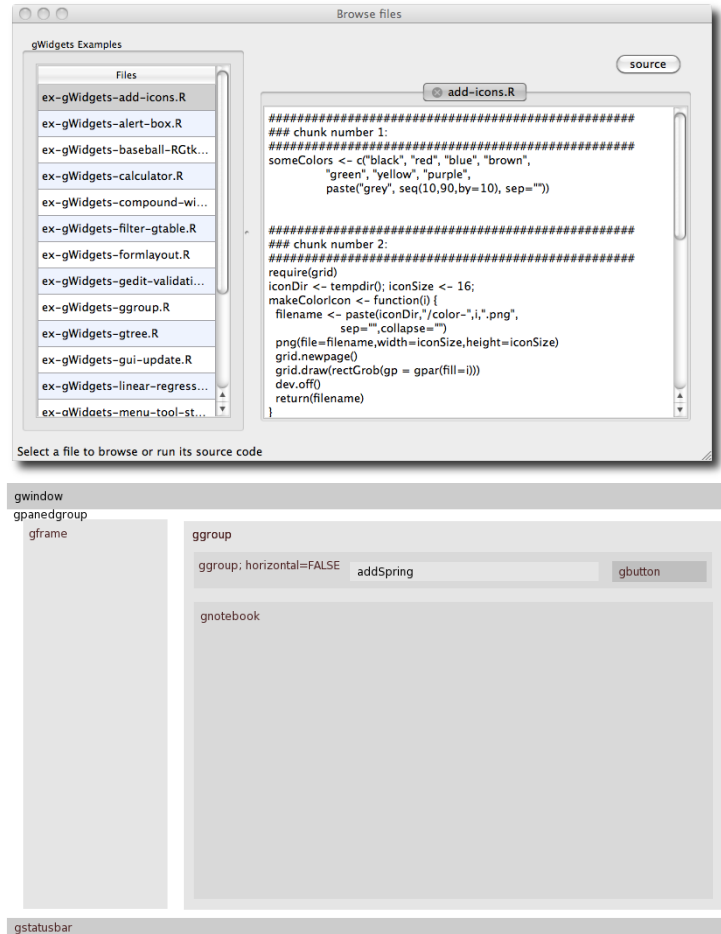 Browse files
gWidgets Examples
Files
ex-gWidgets-add-icons.R
ex-gWidgets-alert-box.R
ex-gWidgets-baseball-RGtk...
ex-gWidgets-calculator.R
ex-gWidgets-compound-wi...
ex-gWidgets-filter-gtable.R
ex-gWidgets-formlayout.R
ex-gWidgets-gedit-validati...
ex-gWidgets-ggroup.R
ex-gWidgets-gtree.R
ex-gWidgets-gui-update.R
ex-gWidgets-linear-regress...
ex-gWidgets-menu-tool-st...
source
add-icons.R
##################################################
### chunk number 1:
##################################################
someColors <- c("black", "red", "blue", "brown",
"green", "yellow", "purple",
paste("grey", seq(10,90,by=10), sep=""))
##################################################
### chunk number 2:
##################################################
require(grid)
iconDir <- tempdir(); iconSize <- 16;
makeColorIcon <- function(i) {
filename <- paste(iconDir,"/color-",i,".png",
sep="",collapse="")
png(file=filename,width=iconSize,height=iconSize)
grid.newpage()
grid.draw(rectGrob(gp = gpar(fill=i)))
dev.off()
return(filename)
}
Select a file to browse or run its source code
gwindow
gpanedgroup
gframe
ggroup
ggroup; horizontal=FALSE
addSpring
gbutton
gnotebook
gstatusbar